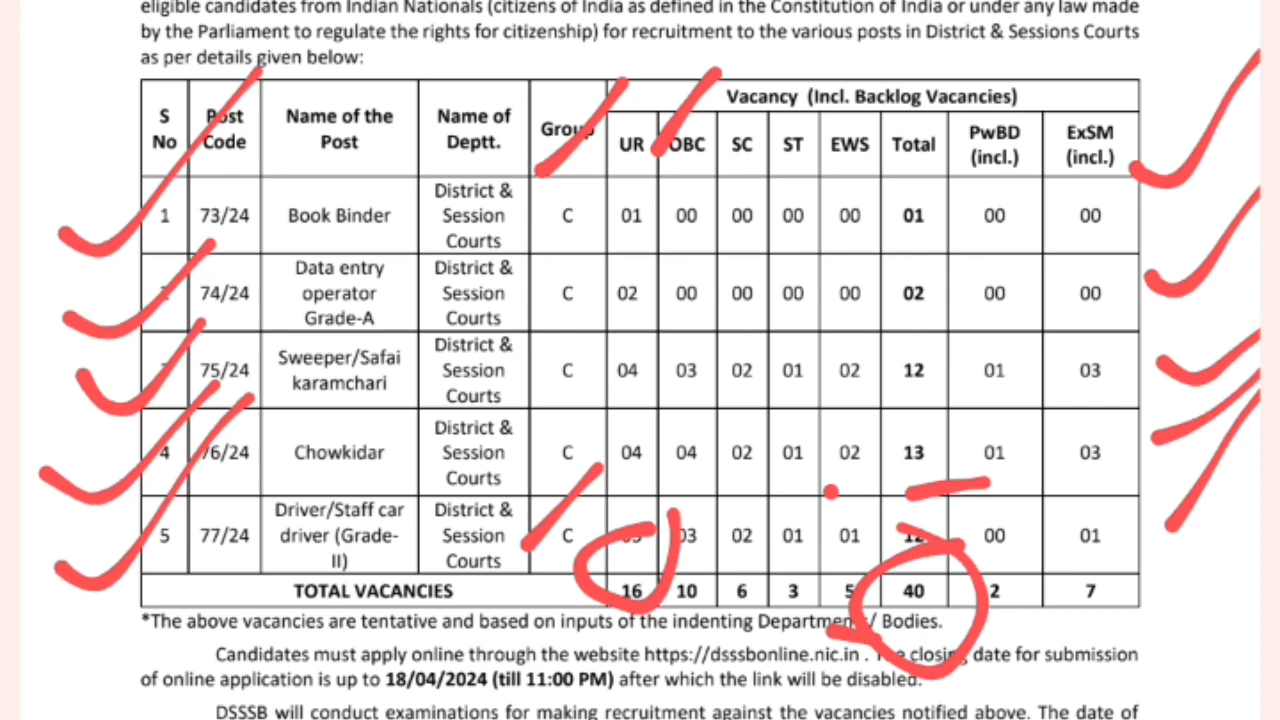 eligible candidates from Indian Nationals (citizens of India as defined in the Constitution of India or under any law made
by the Parliament to regulate the rights for citizenship) for recruitment to the various posts in District & Sessions Courts
as per details given below:
S No Post Code Name of the Post Name of Deptt. Group Vacancy (Incl. Backlog Vacancies)
UR OBC SC ST EWS Total PwBD (incl.) ExSM (incl.)
1 73/24 Book Binder District & Session Courts C 01 00 00 00 00 01 00 00
74/24 Data entry operator Grade-A District & Session Courts C 02 00 00 00 00 02 00 00
75/24 Sweeper/Safai karamchari District & Session Courts C 04 03 02 01 02 12 01 03
4 76/24 Chowkidar District & Session Courts C 04 04 02 01 02 13 01 03
5 77/24 Driver/Staff car driver (Grade-II) District & Session Courts C 03 02 01 01 12 00 01
TOTAL VACANCIES 16 10 6 3 5 40 2 7
*The above vacancies are tentative and based on inputs of the indenting Departments/ Bodies.
Candidates must apply online through the website https://dsssbonline.nic.in . The closing date for submission
of online application is up to 18/04/2024 (till 11:00 PM) after which the link will be disabled.
DSSSB will conduct examinations for making recruitment against the vacancies notified above. The date of